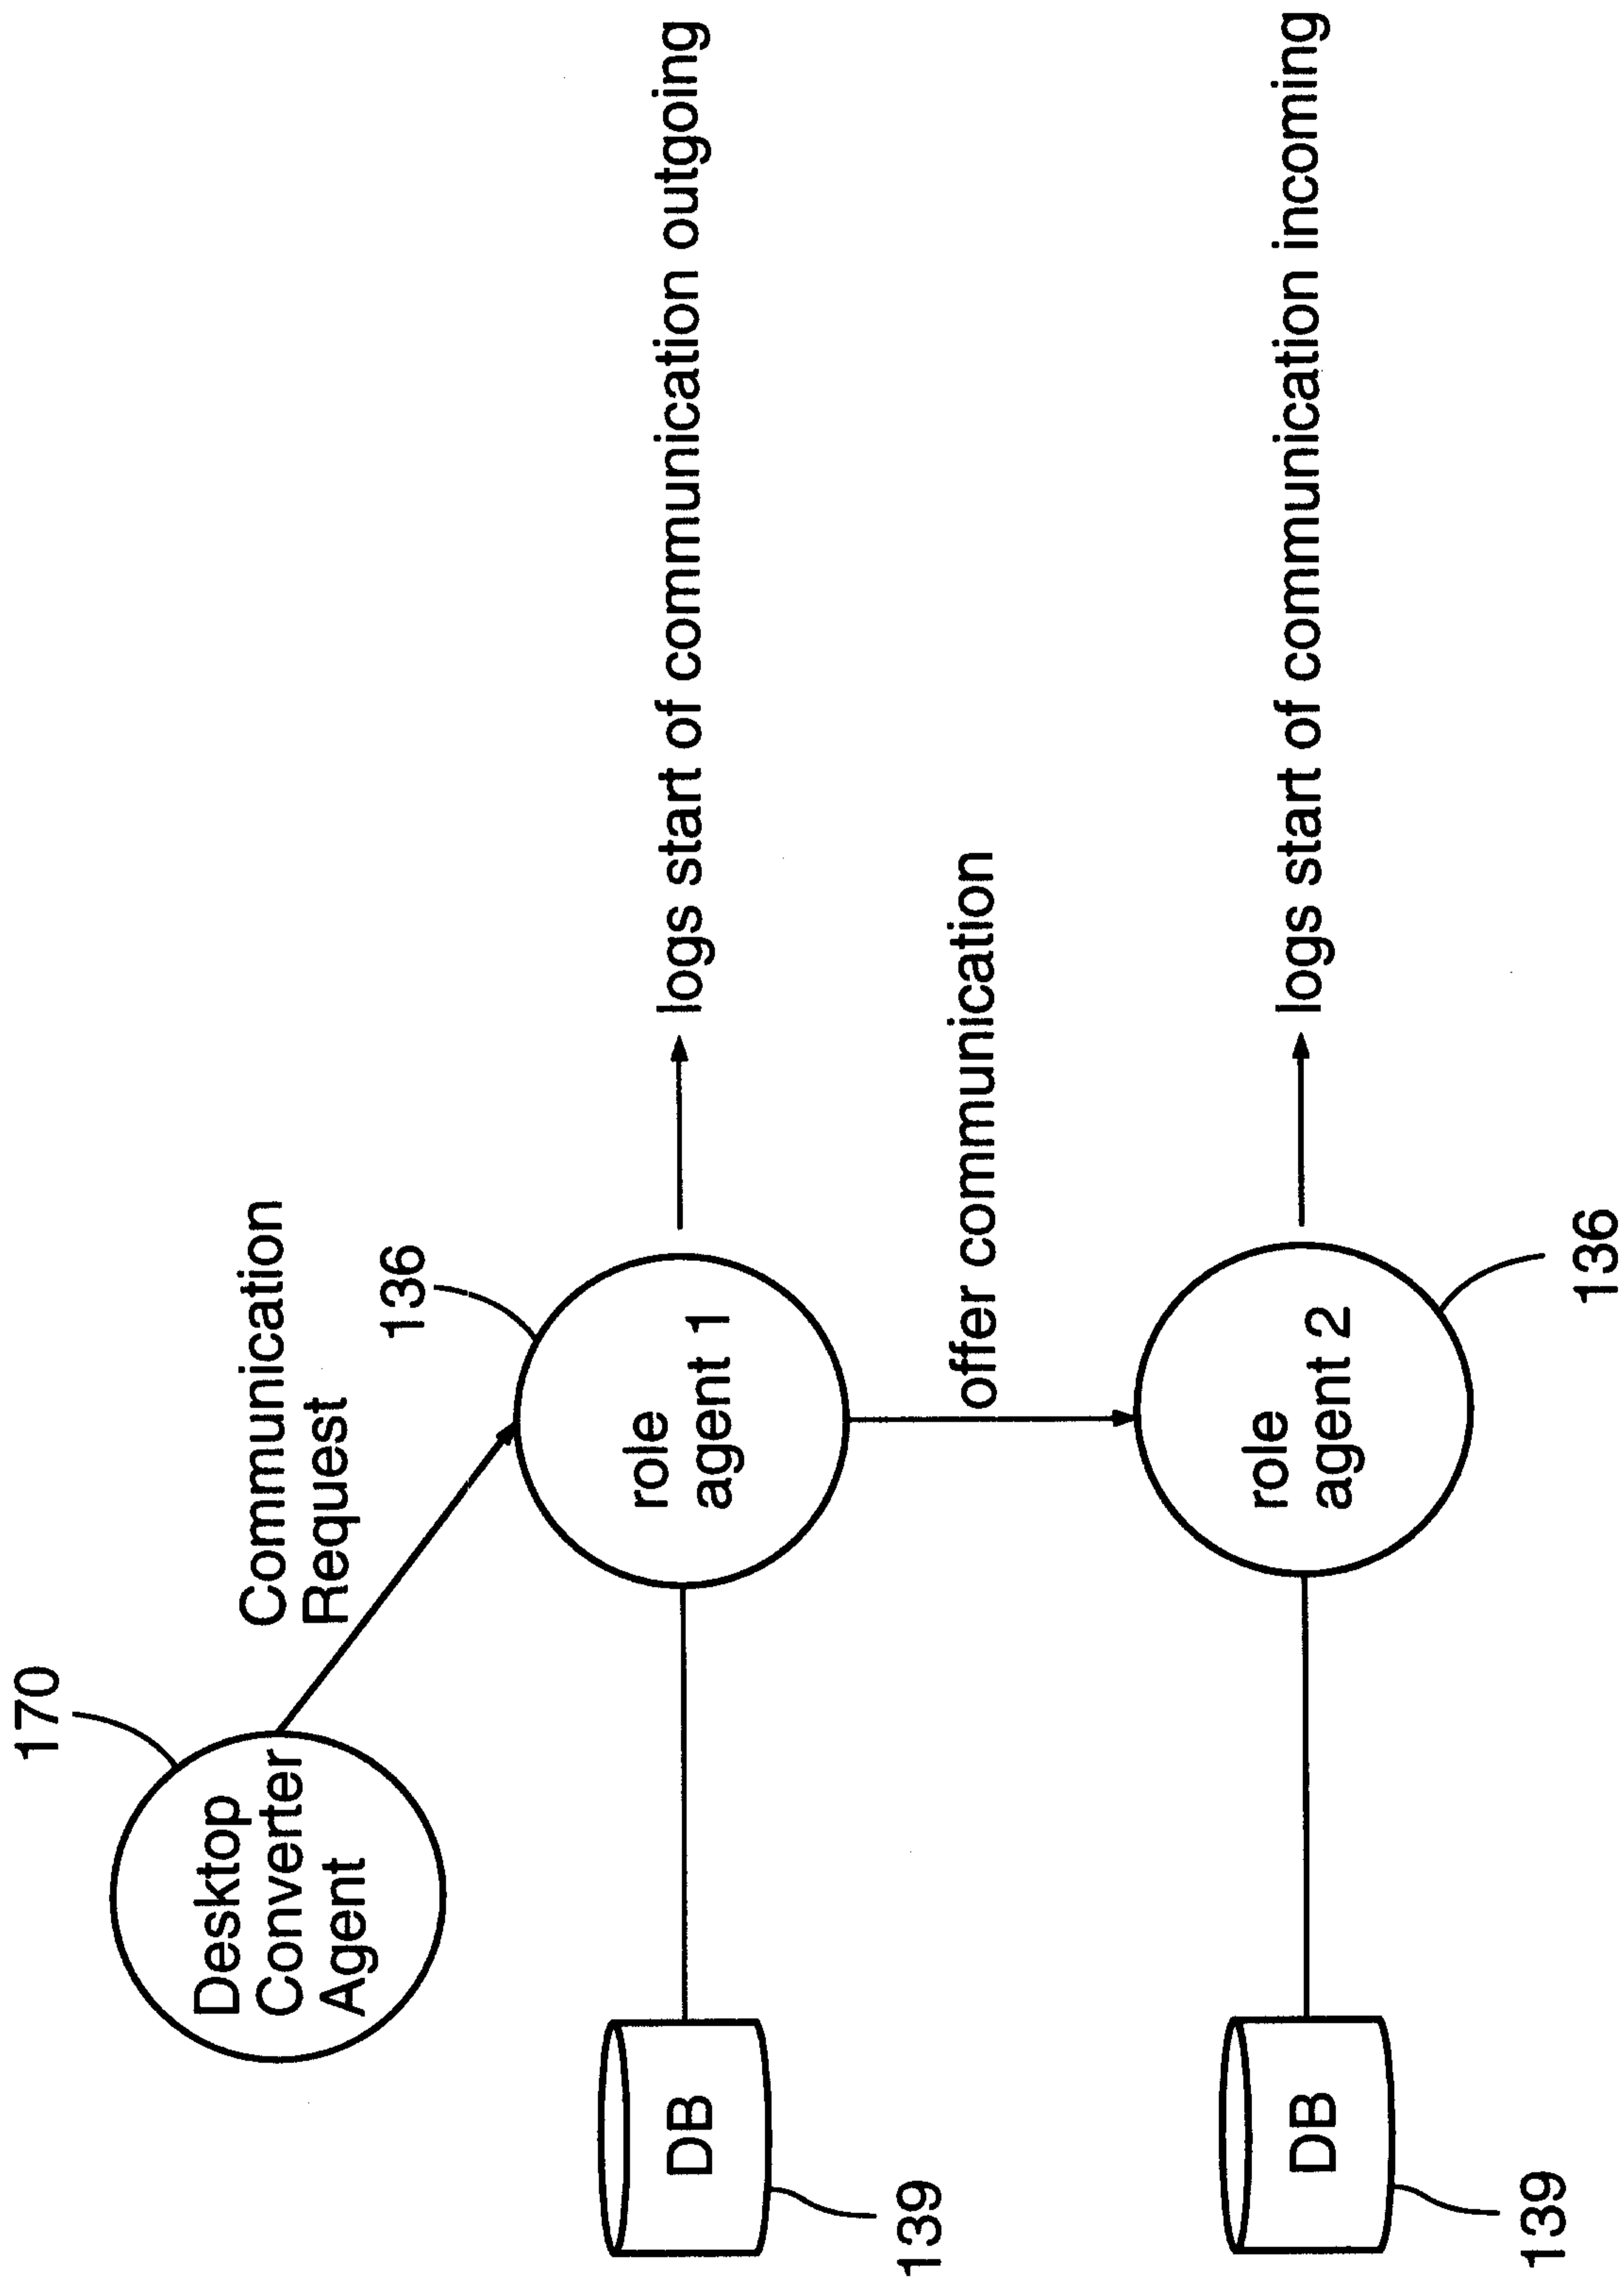 170
Desktop
Converter
Agent
Communication
Request
136
role
agent 1
logs start of communication outgoing
DB
139
offer communication
role
agent 2
logs start of communication incoming
136
DB
139